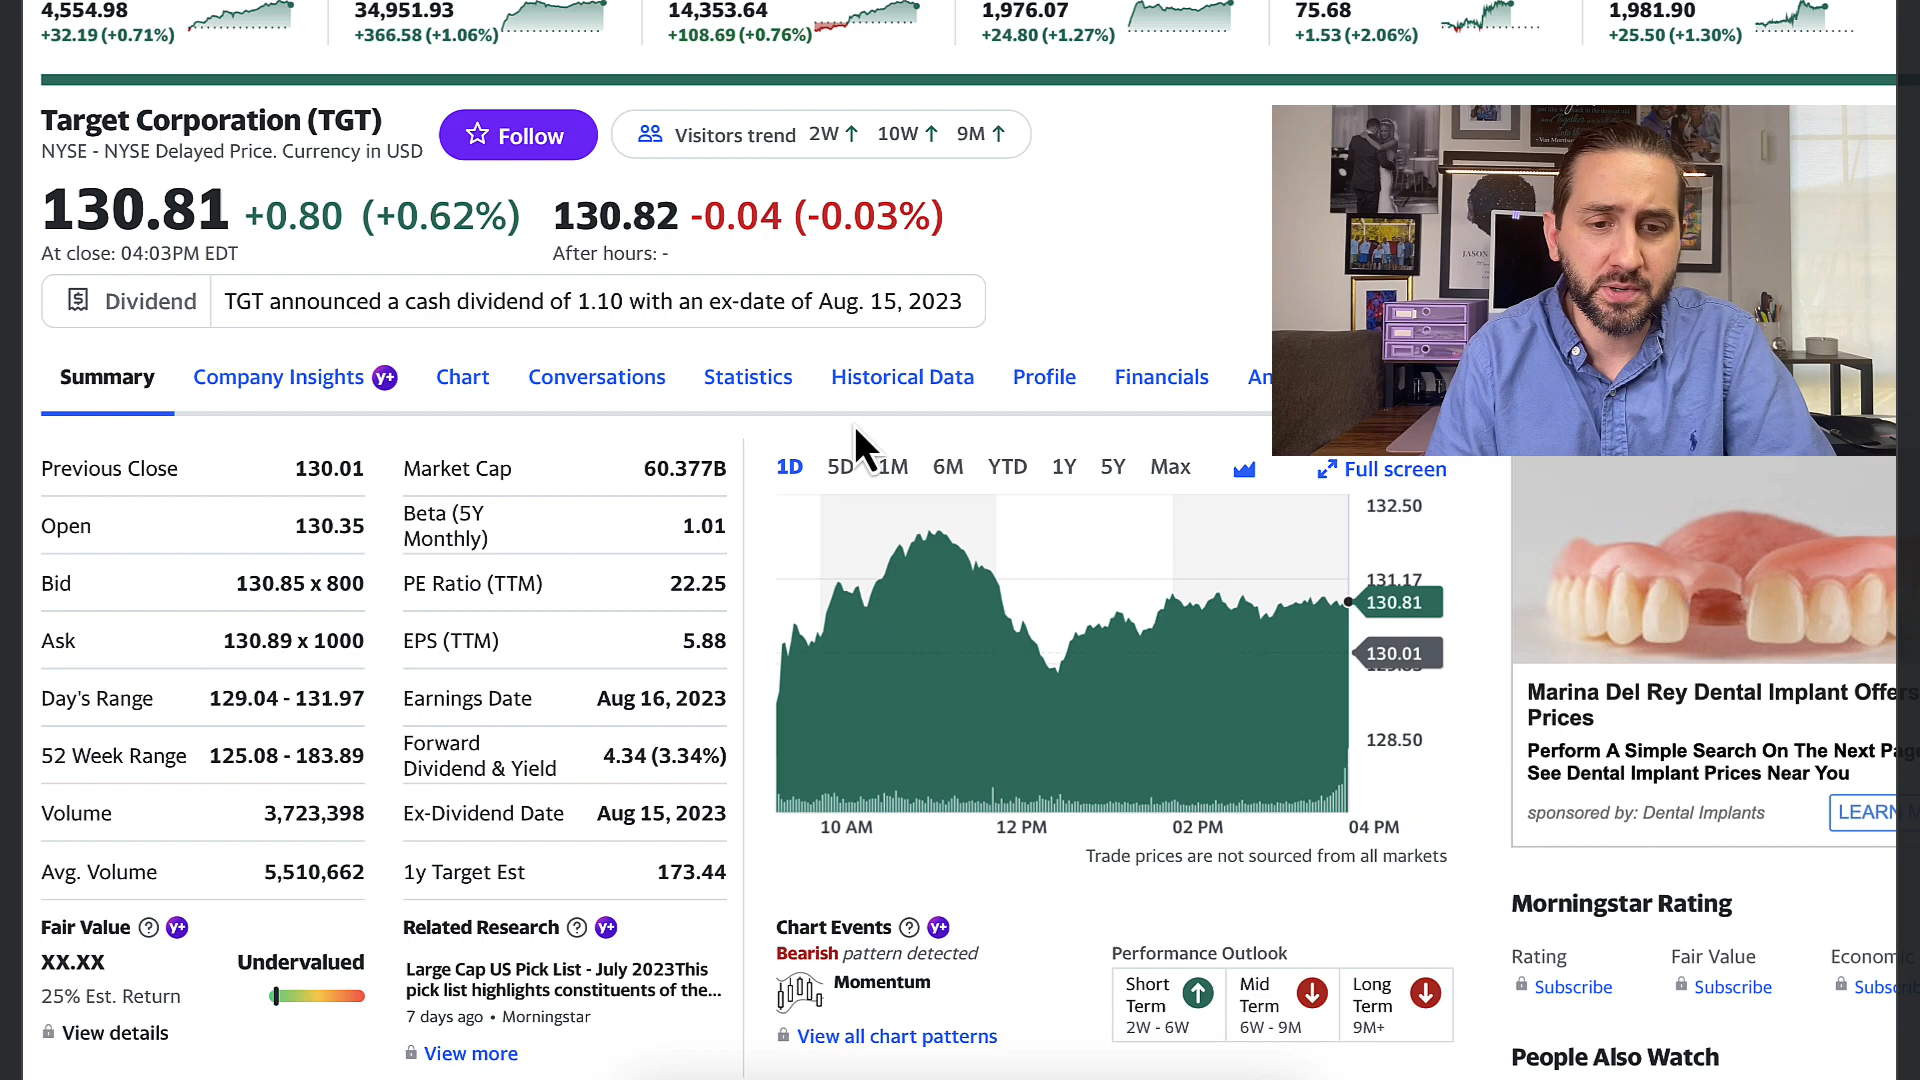 4,554.98
+32.19 (+0.71%)
34,951.93
+366.58 (+1.06%)
14,353.64
+108.69 (+0.76%)
1,976.07
+24.80 (+1.27%)
75.68
+1.53 (+2.06%)
1,981.90
+25.50 (+1.30%)
Target Corporation (TGT)
NYSE - NYSE Delayed Price. Currency in USD
Follow
Visitors trend 2W 10W 9M
130.81 +0.80 (+0.62%)
At close: 04:03PM EDT
130.82 -0.04 (-0.03%)
After hours: -
Dividend TGT announced a cash dividend of 1.10 with an ex-date of Aug. 15, 2023
JASON
Summary Company Insights y+ Chart Conversations Statistics Historical Data Profile Financials An
Previous Close 130.01
Open 130.35
Bid 130.85 x 800
Ask 130.89 x 1000
Day's Range 129.04 - 131.97
52 Week Range 125.08 - 183.89
Volume 3,723,398
Avg. Volume 5,510,662
Market Cap 60.377B
Beta (5Y
Monthly) 1.01
PE Ratio (TTM) 22.25
EPS (TTM) 5.88
Earnings Date Aug 16, 2023
Forward
Dividend & Yield 4.34 (3.34%)
Ex-Dividend Date Aug 15, 2023
1y Target Est 173.44
1D 5D 1M 6M YTD 1Y 5Y Max Full screen
132.50
131.17
130.81
130.01
128.50
10 AM 12 PM 02 PM 04 PM
Trade prices are not sourced from all markets
Marina Del Rey Dental Implant Offers
Prices
Perform A Simple Search On The Next Pag
See Dental Implant Prices Near You
sponsored by: Dental Implants
LEARN M
Fair Value ? y+
XX.XX Undervalued
25% Est. Return
View details
Related Research ? y+
Large Cap US Pick List - July 2023This
pick list highlights constituents of the...
7 days ago • Morningstar
View more
Chart Events ? y+
Bearish pattern detected
Momentum
View all chart patterns
Performance Outlook
Short
Term
2W - 6W
Mid
Term
6W - 9M
Long
Term
9M+
Morningstar Rating
Rating Fair Value Economic
Subscribe Subscribe Subscrib
People Also Watch